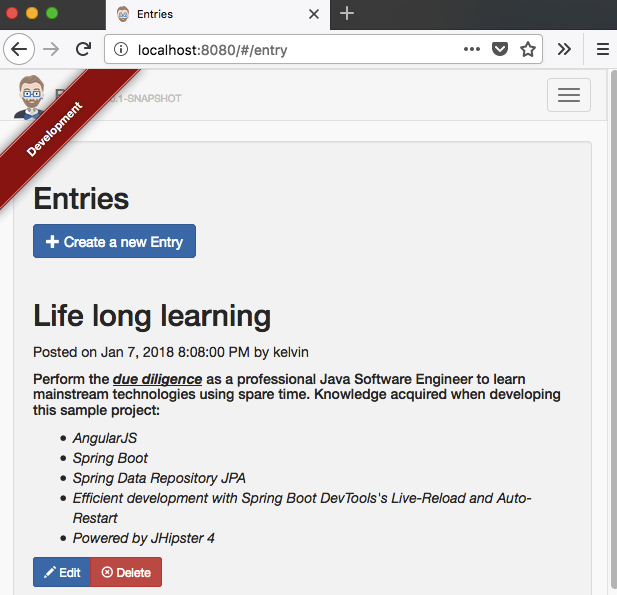 Entries
localhost:8080/#/entry
.1-SNAPSHOT
Development
Entries
Create a new Entry
Life long learning
Posted on Jan 7, 2018 8:08:00 PM by kelvin
Perform the due diligence as a professional Java Software Engineer to learn
mainstream technologies using spare time. Knowledge acquired when developing
this sample project:
AngularJS
Spring Boot
Spring Data Repository JPA
Efficient development with Spring Boot DevTools's Live-Reload and Auto-
Restart
Powered by JHipster 4
Edit
Delete